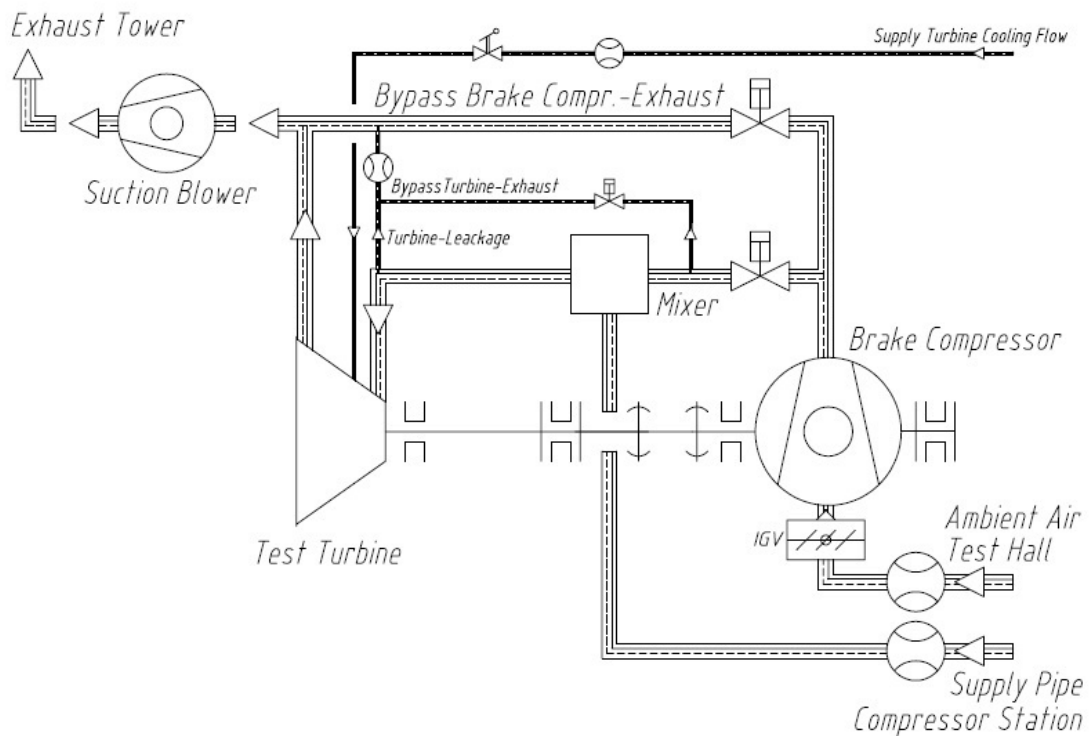 Exhaust Tower
Supply Turbine Cooling Flow
Bypass Brake Compr.-Exhaust
Suction Blower
Bypass Turbine-Exhaust
Turbine-Leackage
Mixer
Brake Compressor
Test Turbine
IGV
Ambient Air
Test Hall
Supply Pipe
Compressor Station